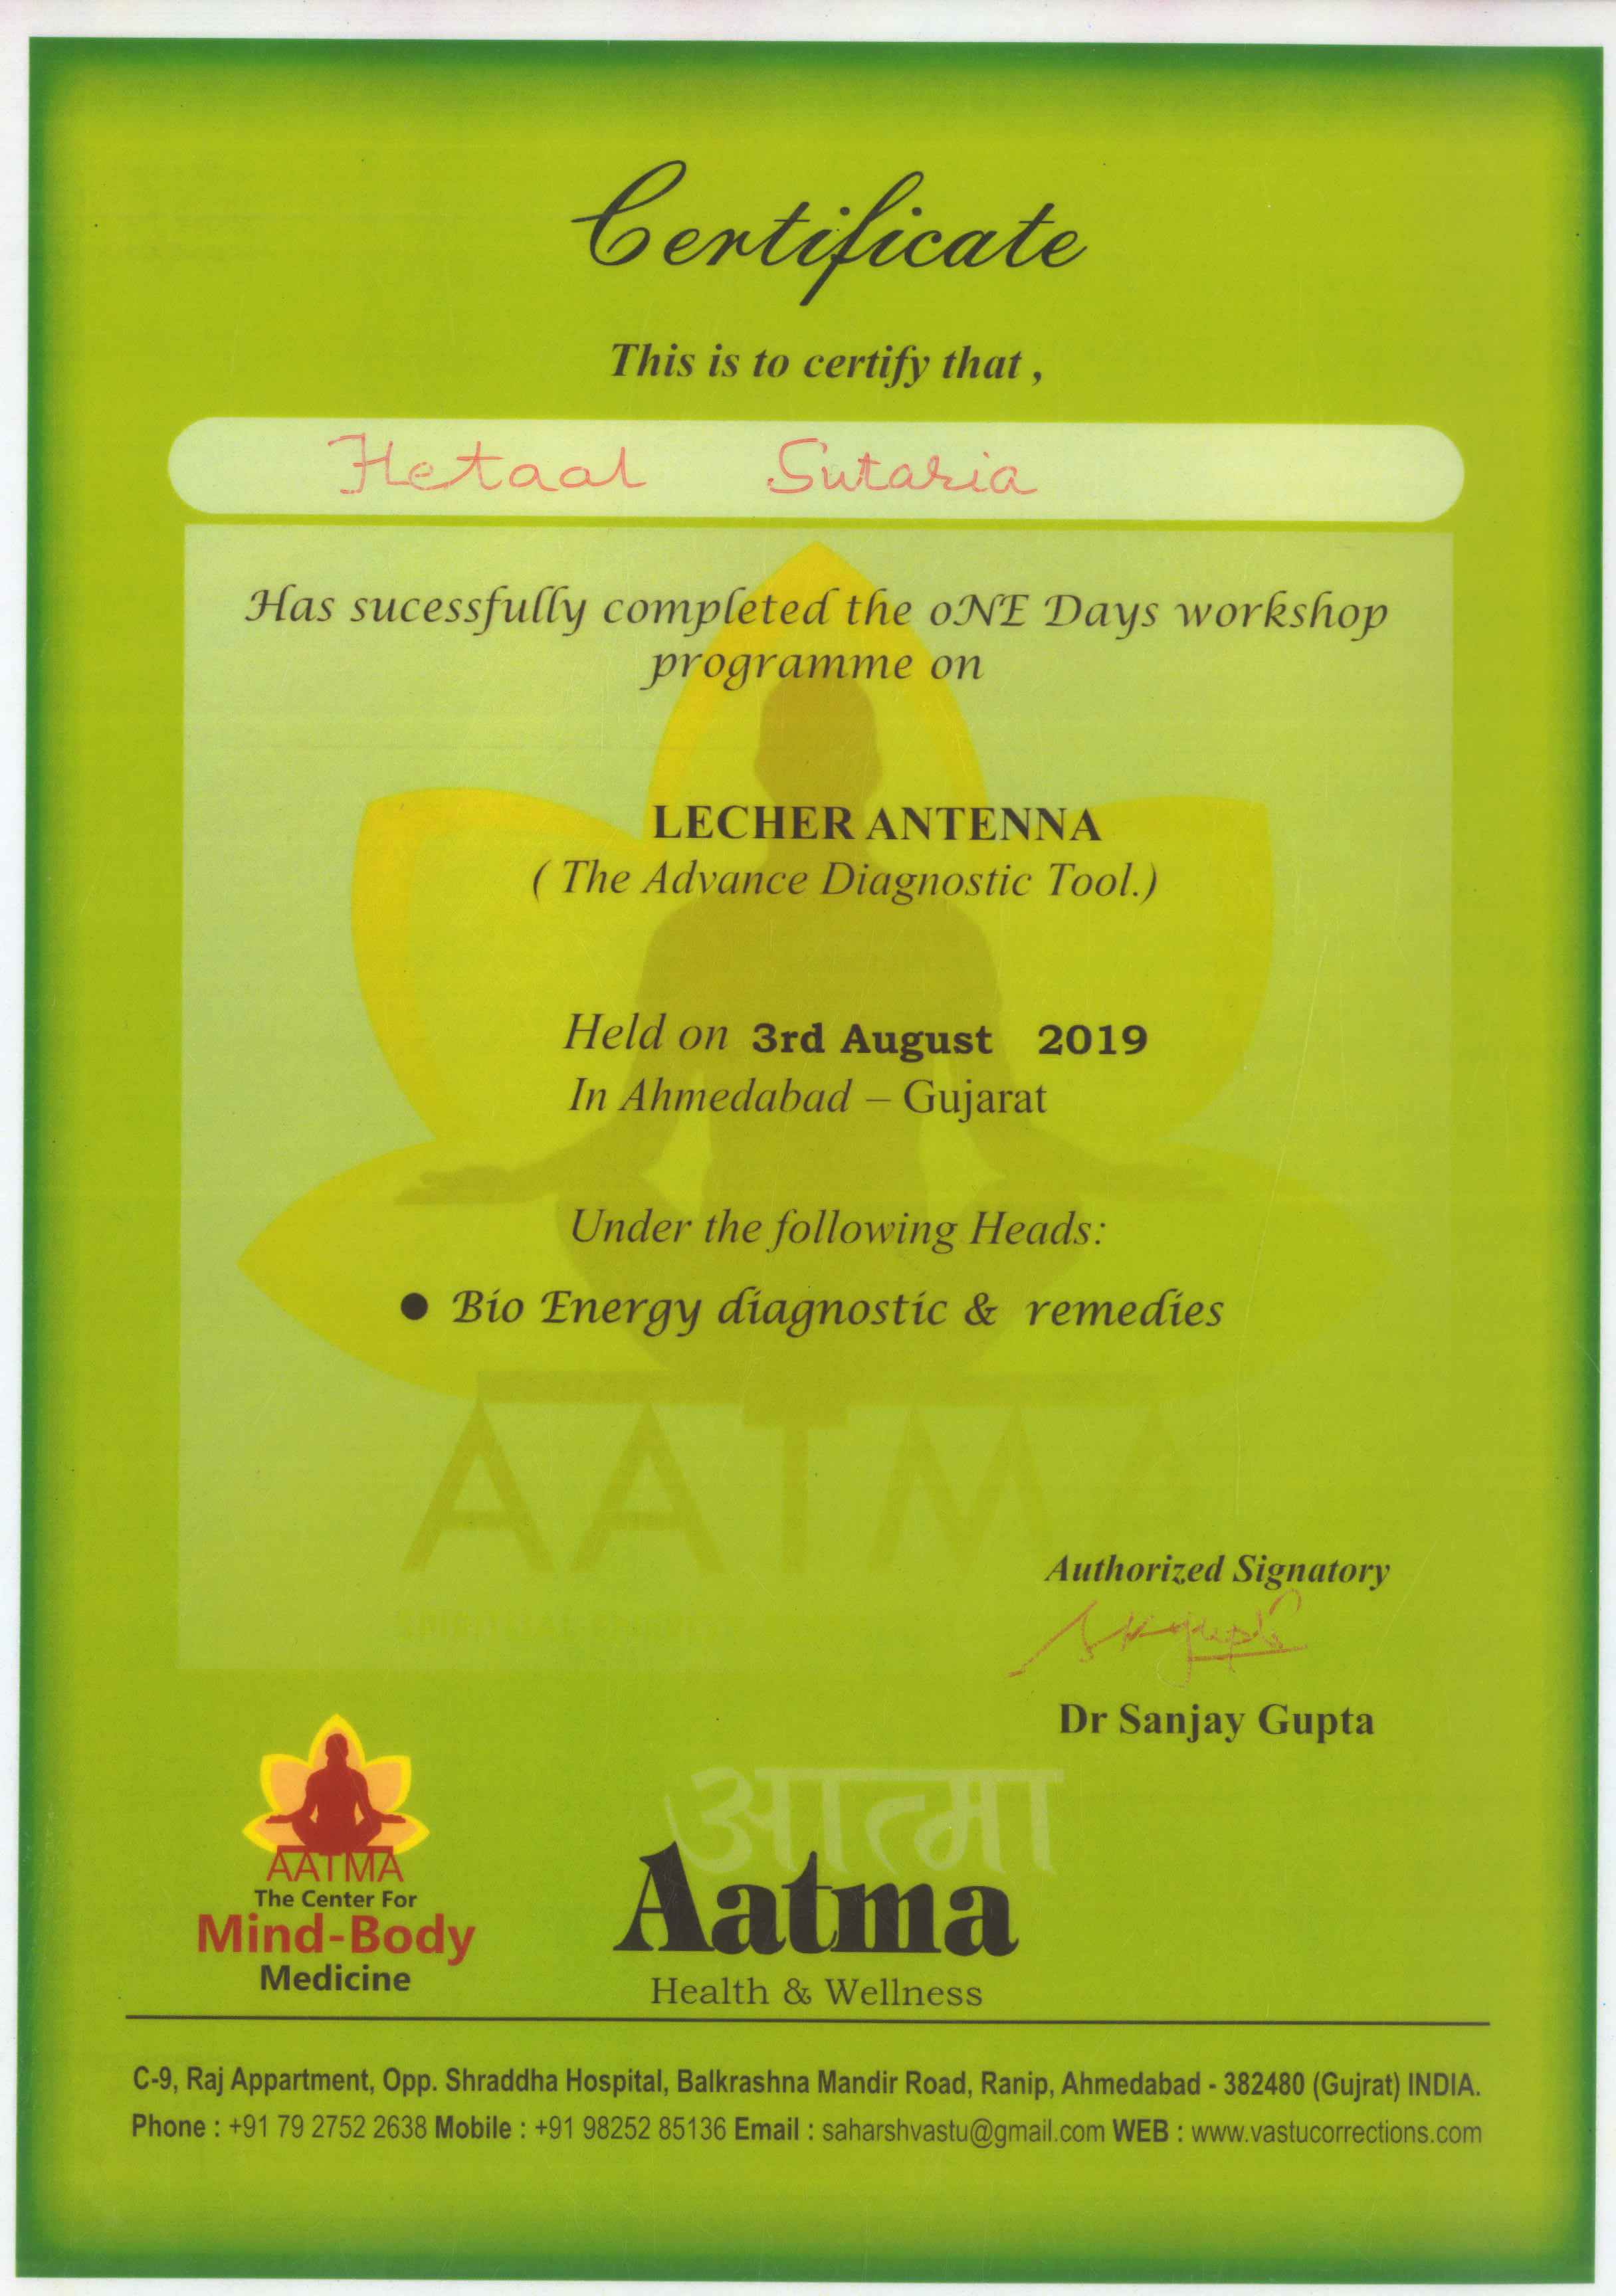 Certificate
This is to certify that ,
Hetaal Sutaria
Has sucessfully completed the oNE Days workshop
programme on
LECHER ANTENNA
( The Advance Diagnostic Tool.)
Held on 3rd August 2019
In Ahmedabad – Gujarat
Under the following Heads:
● Bio Energy diagnostic & remedies
AATMA
Authorized Signatory
Skgupta
Dr Sanjay Gupta
AATMA
The Center For
Mind-Body
Medicine
आत्मा
Aatma
Health & Wellness
C-9, Raj Appartment, Opp. Shraddha Hospital, Balkrashna Mandir Road, Ranip, Ahmedabad - 382480 (Gujrat) INDIA.
Phone : +91 79 2752 2638 Mobile : +91 98252 85136 Email : saharshvastu@gmail.com WEB : www.vastucorrections.com